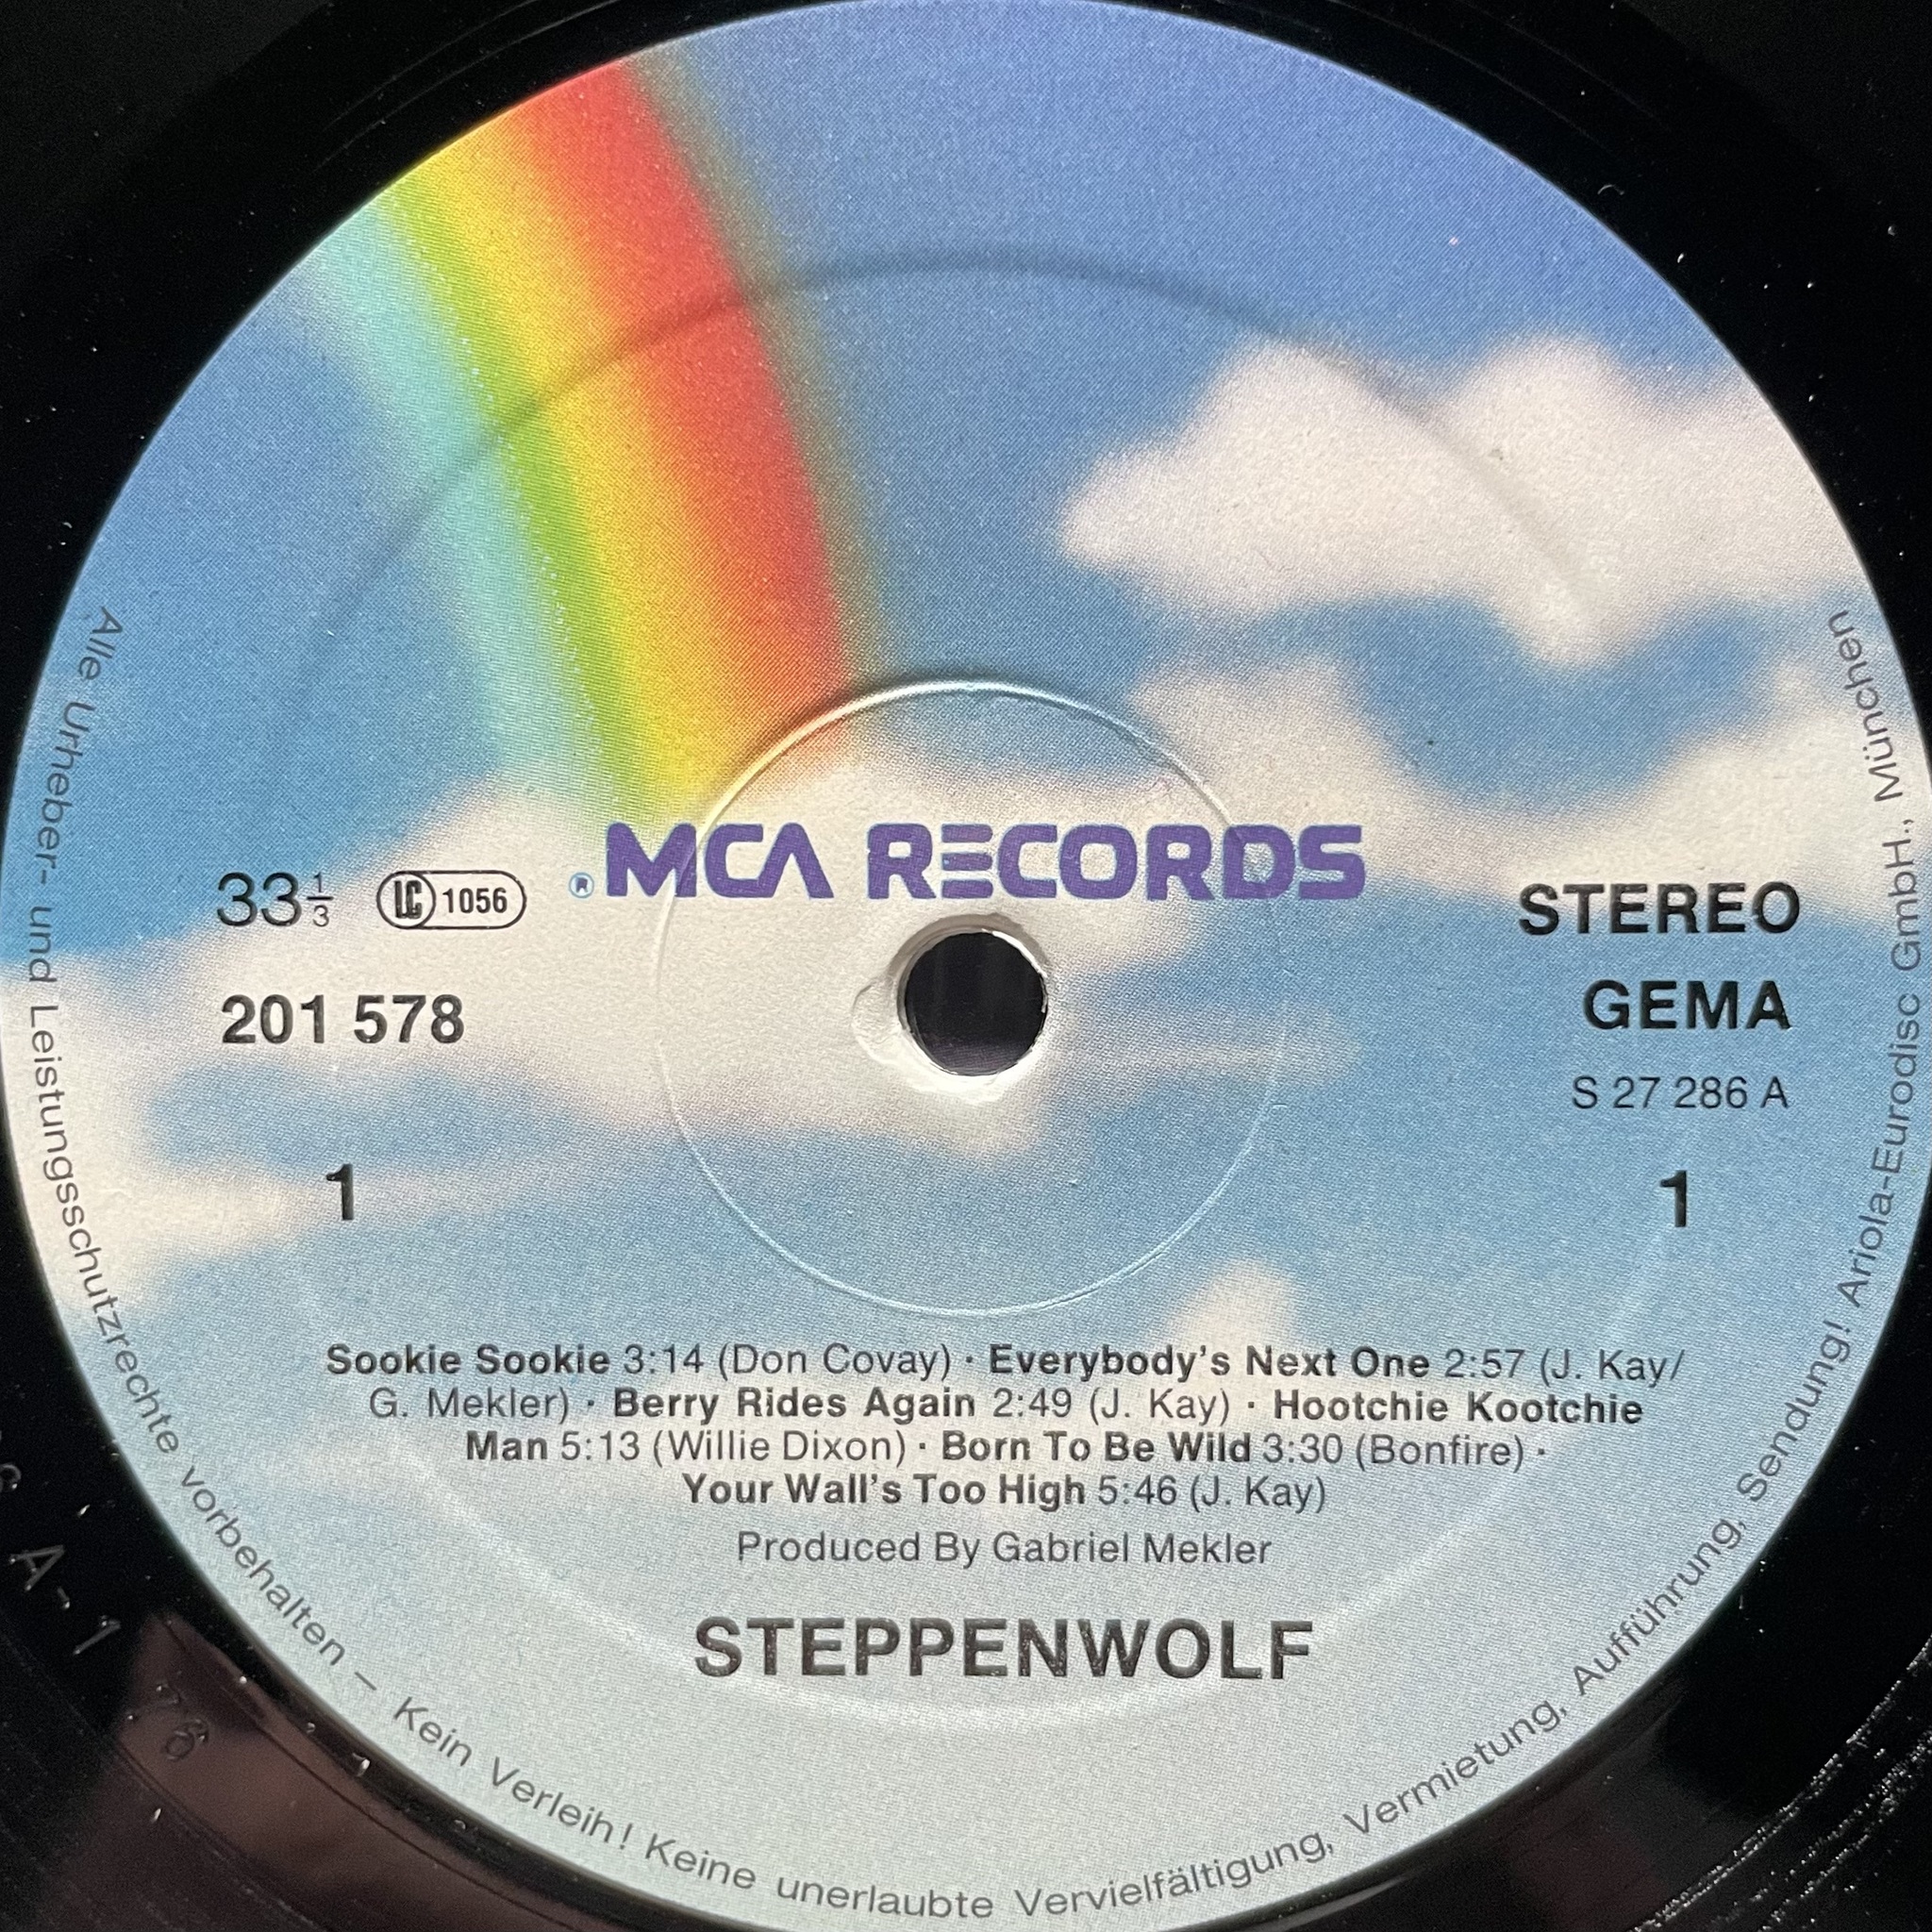 MCA RECORDS
®
33 1/3
LC 1056
STEREO
201 578
GEMA
S 27 286 A
1
1
Sookie Sookie 3:14 (Don Covay) · Everybody's Next One 2:57 (J. Kay/
G. Mekler) · Berry Rides Again 2:49 (J. Kay) · Hootchie Kootchie
Man 5:13 (Willie Dixon) · Born To Be Wild 3:30 (Bonfire) ·
Your Wall's Too High 5:46 (J. Kay)
Produced By Gabriel Mekler
STEPPENWOLF
Alle Urheber- und Leistungsschutzrechte vorbehalten – Kein Verleih! Keine unerlaubte Vervielfältigung, Vermietung, Aufführung, Sendung! Ariola-Eurodisc GmbH., München
A-1